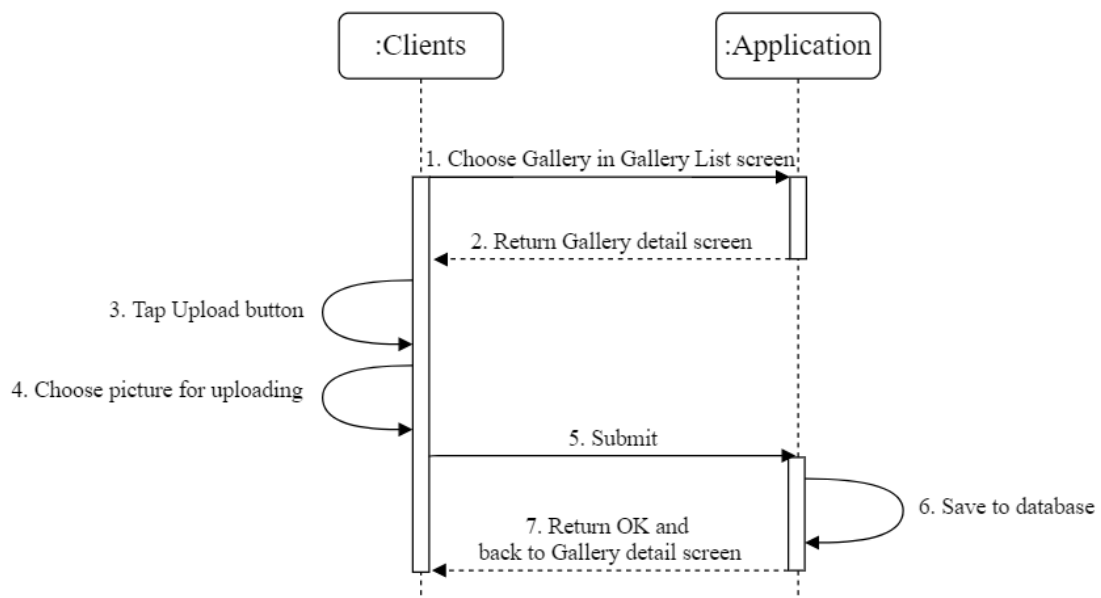 :Clients
:Application
1. Choose Gallery in Gallery List screen
2. Return Gallery detail screen
3. Tap Upload button
4. Choose picture for uploading
5. Submit
6. Save to database
7. Return OK and
back to Gallery detail screen